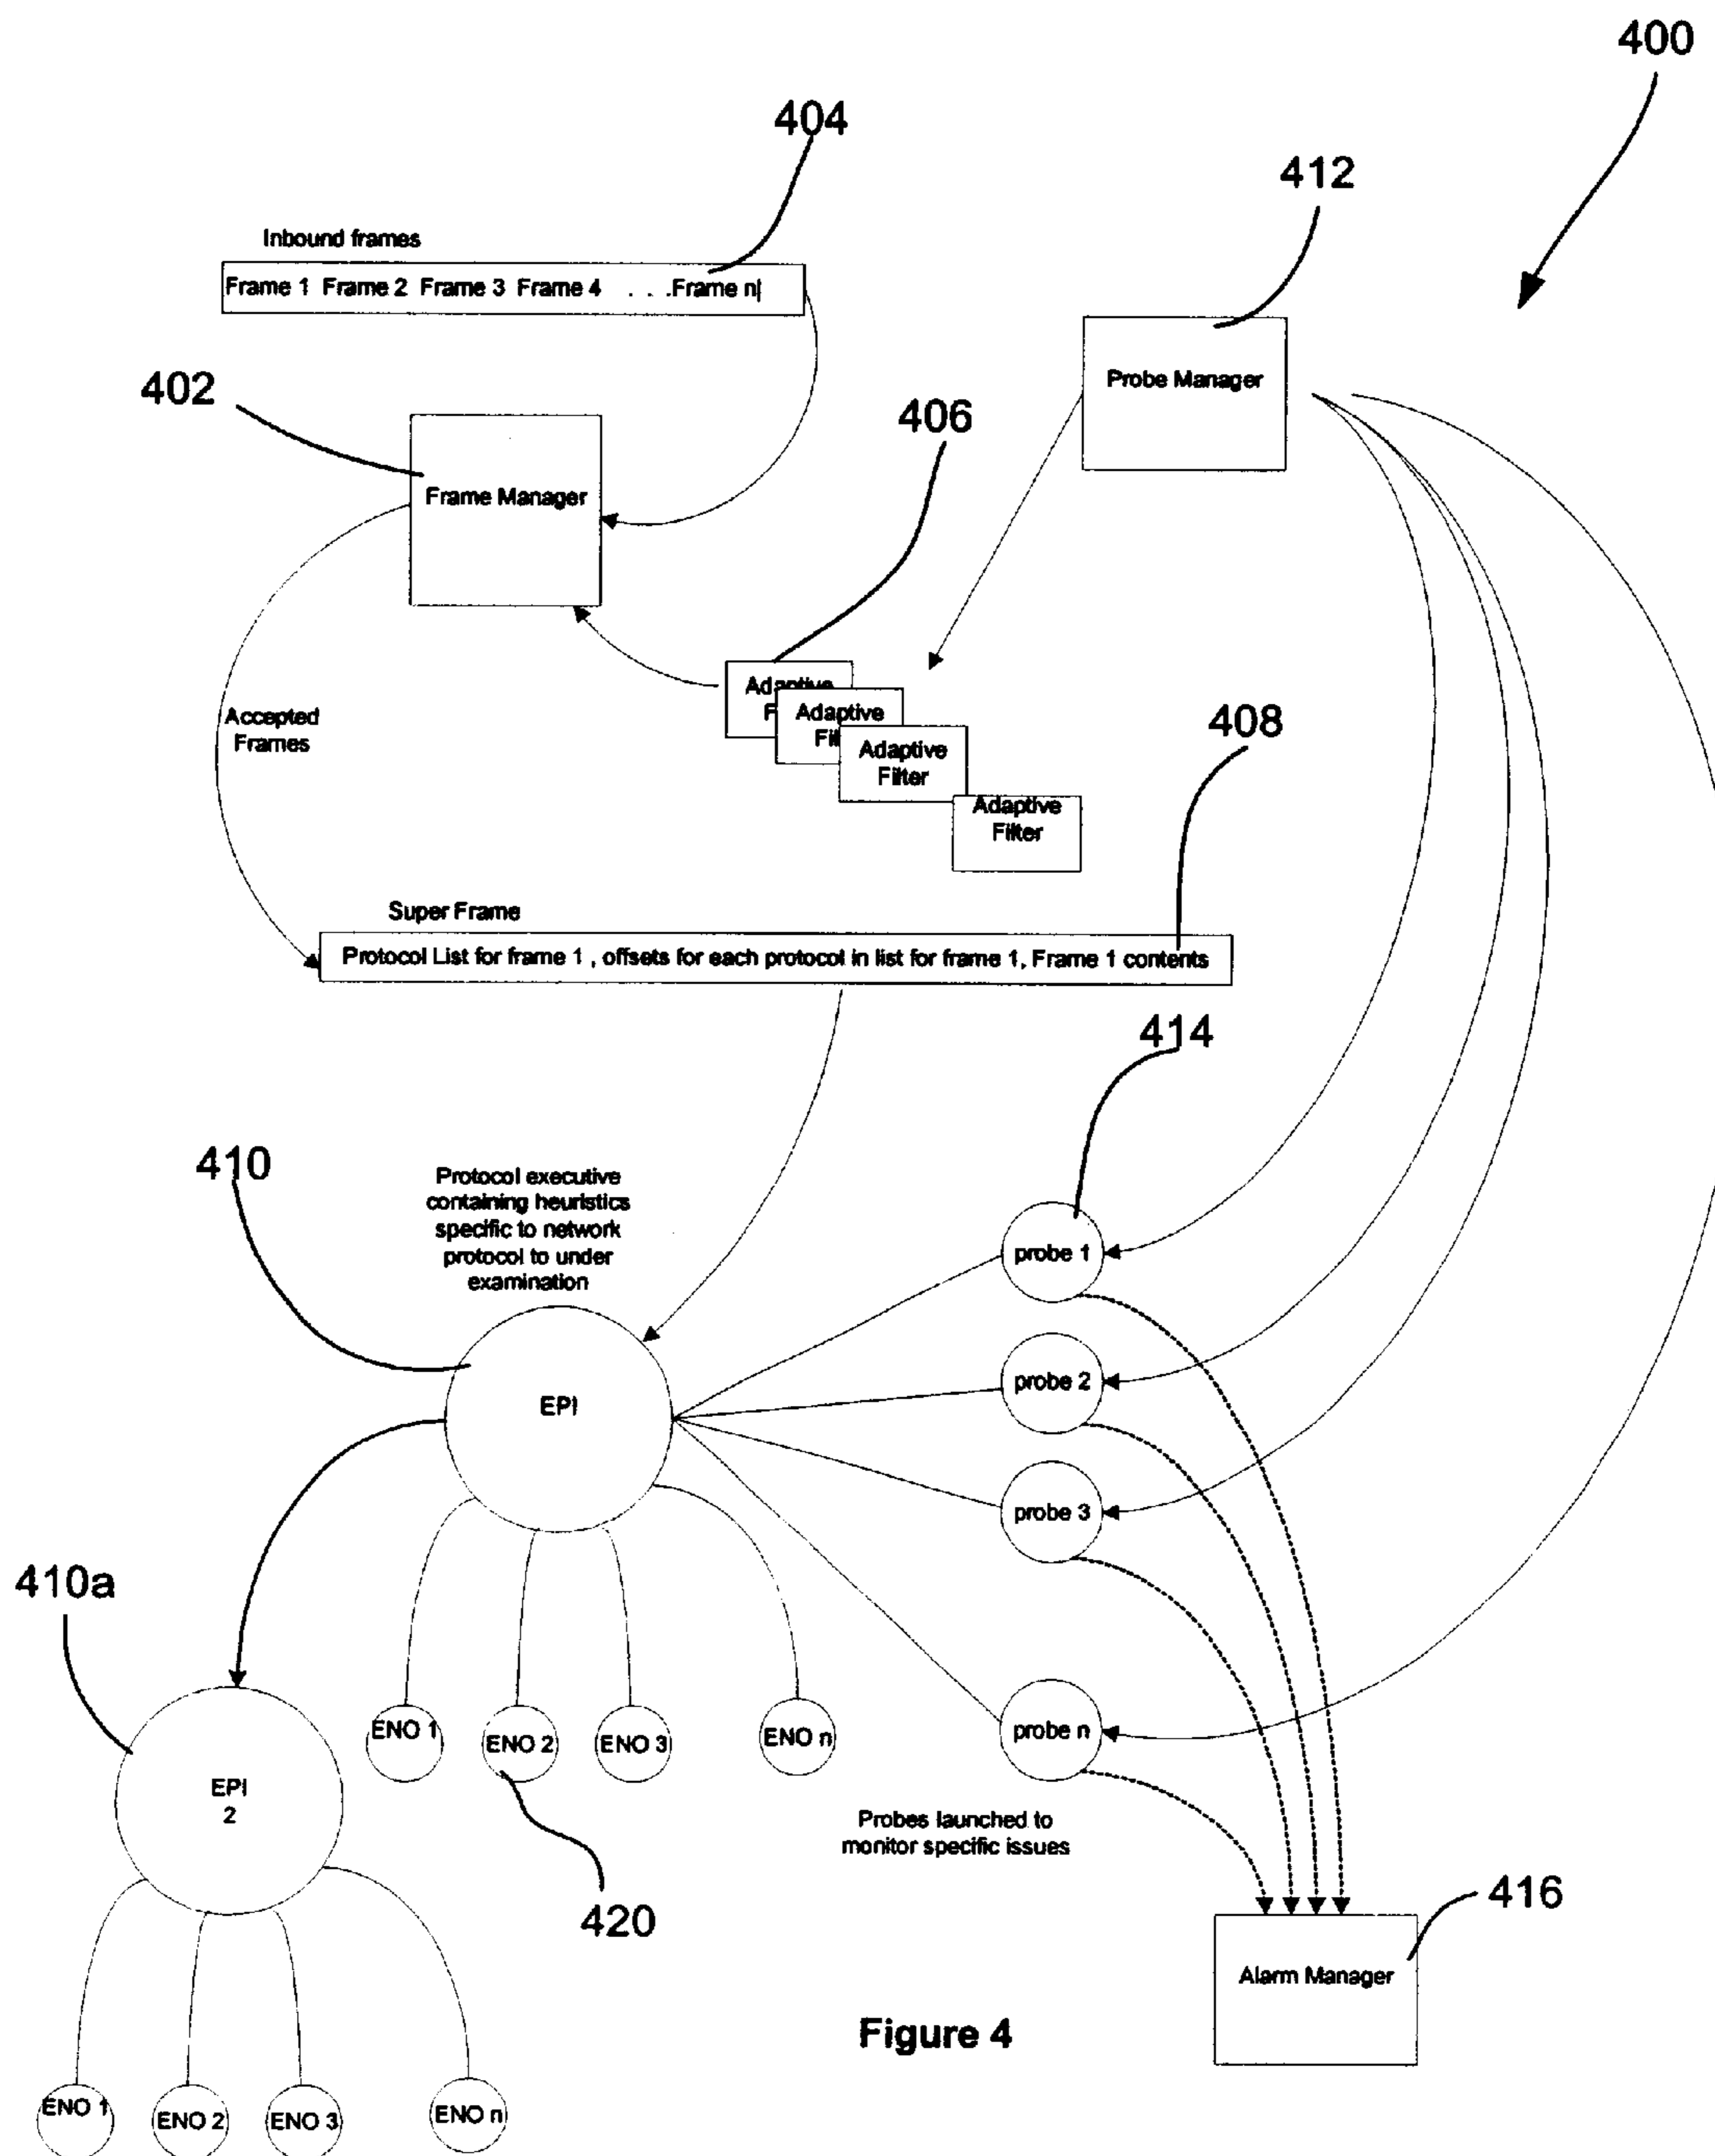 400
404
412
Inbound frames
Frame 1 Frame 2 Frame 3 Frame 4 . . .Frame n
402
Probe Manager
406
Frame Manager
Adaptive
F
Adaptive
Fil
Adaptive
Filter
Adaptive
Filter
Accepted
Frames
408
Super Frame
Protocol List for frame 1 , offsets for each protocol in list for frame 1, Frame 1 contents
414
410
Protocol executive
containing heuristics
specific to network
protocol to under
examination
probe 1
probe 2
EPI
probe 3
410a
probe n
ENO 1
ENO 2
ENO 3
ENO n
EPI
2
Probes launched to
monitor specific issues
420
416
Alarm Manager
Figure 4
ENO 1
ENO 2
ENO 3
ENO n